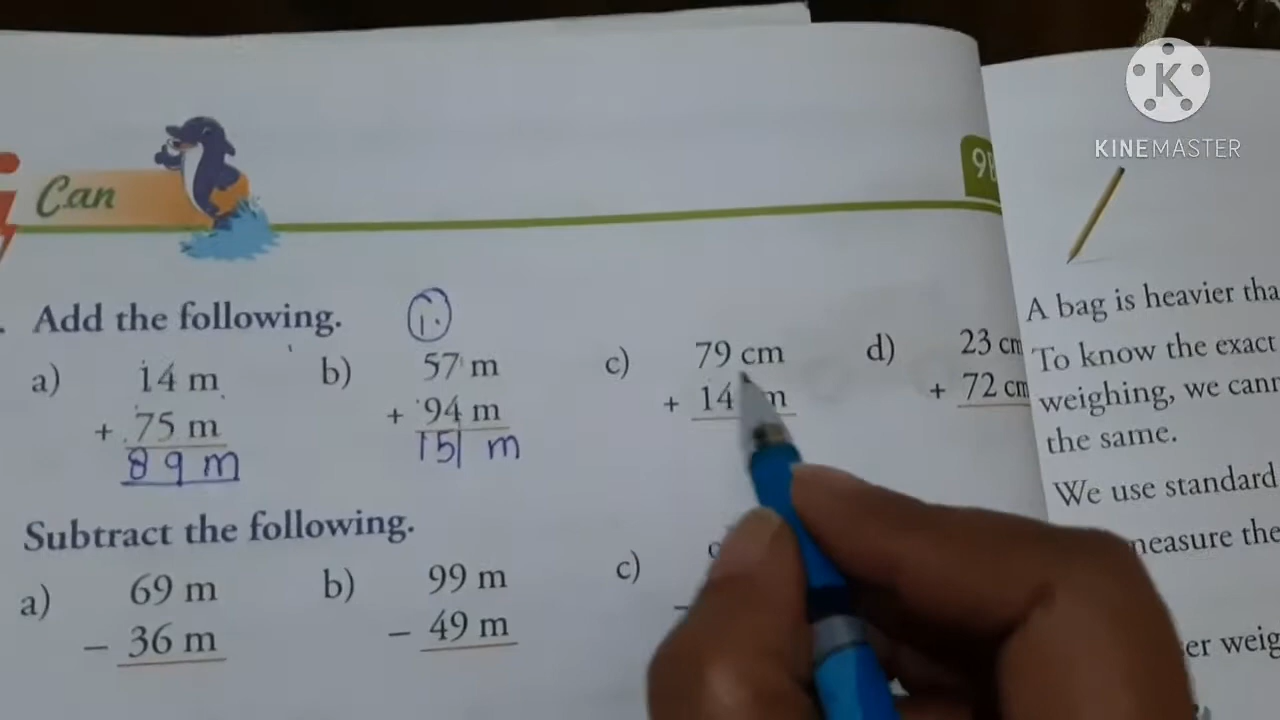 KINEMASTER
Can
9B
Add the following.
1.
a) 14 m
+ 75 m
89 m
b) 57 m
+ 94 m
151 m
c) 79 cm
+ 14 m
d) 23 cm
+ 72 cm
Subtract the following.
a) 69 m
− 36 m
b) 99 m
− 49 m
c)
−
A bag is heavier tha
To know the exact
weighing, we cann
the same.
We use standard
measure the
er weig